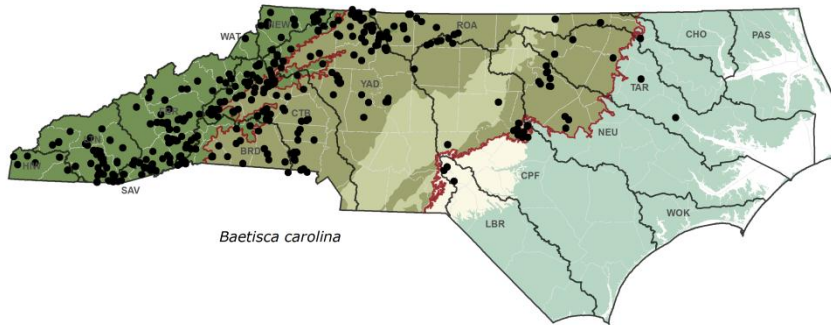 NEW
ROA
WAT
CHO
PAS
YAD
TAR
CTB
NEU
BRD
SAV
CPF
WOK
LBR
Baetisca carolina